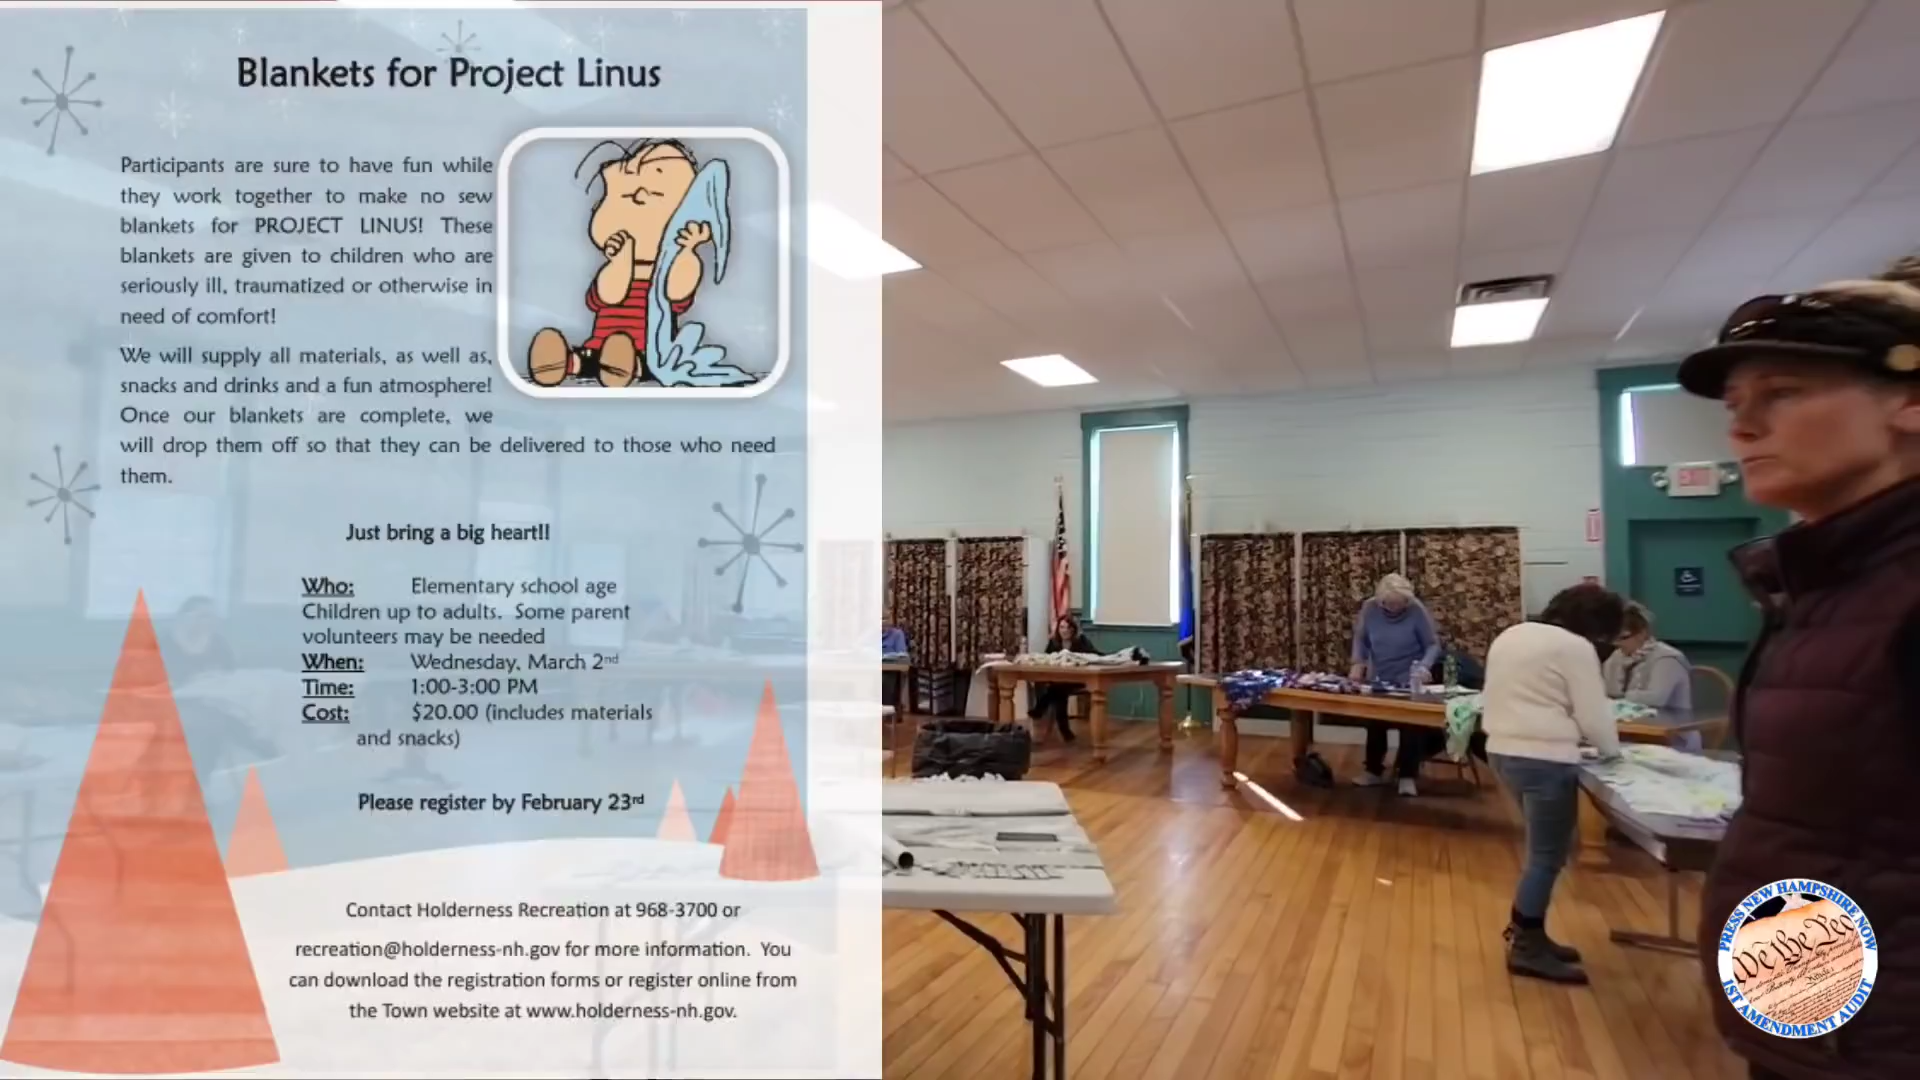 Blankets for Project Linus
Participants are sure to have fun while
they work together to make no sew
blankets for PROJECT LINUS! These
blankets are given to children who are
seriously ill, traumatized or otherwise in
need of comfort!
We will supply all materials, as well as,
snacks and drinks and a fun atmosphere!
Once our blankets are complete, we
will drop them off so that they can be delivered to those who need
them.
Just bring a big heart!!
Who: Elementary school age
Children up to adults. Some parent
volunteers may be needed
When: Wednesday, March 2nd
Time: 1:00-3:00 PM
Cost: $20.00 (includes materials
and snacks)
Please register by February 23rd
Contact Holderness Recreation at 968-3700 or
recreation@holderness-nh.gov for more information. You
can download the registration forms or register online from
the Town website at www.holderness-nh.gov.
EXIT
PRESS NEW HAMPSHIRE NOW
We The Peo
1ST AMENDMENT AUDIT